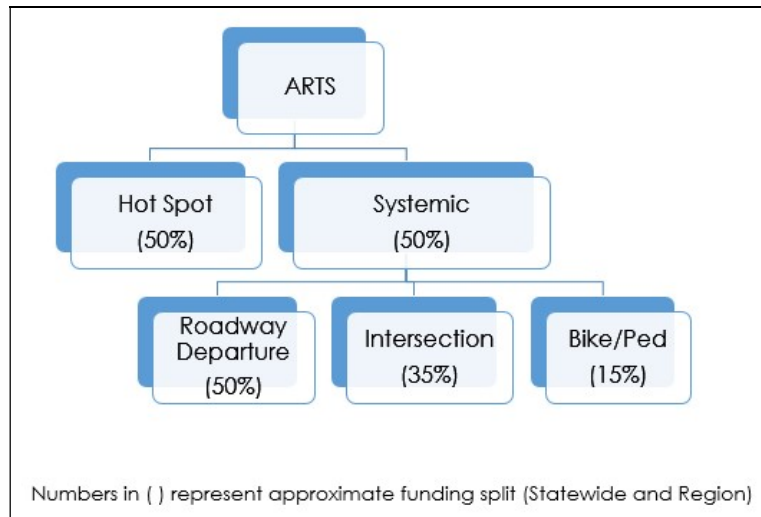 ARTS
Hot Spot
(50%)
Systemic
(50%)
Roadway
Departure
(50%)
Intersection
(35%)
Bike/Ped
(15%)
Numbers in ( ) represent approximate funding split (Statewide and Region)